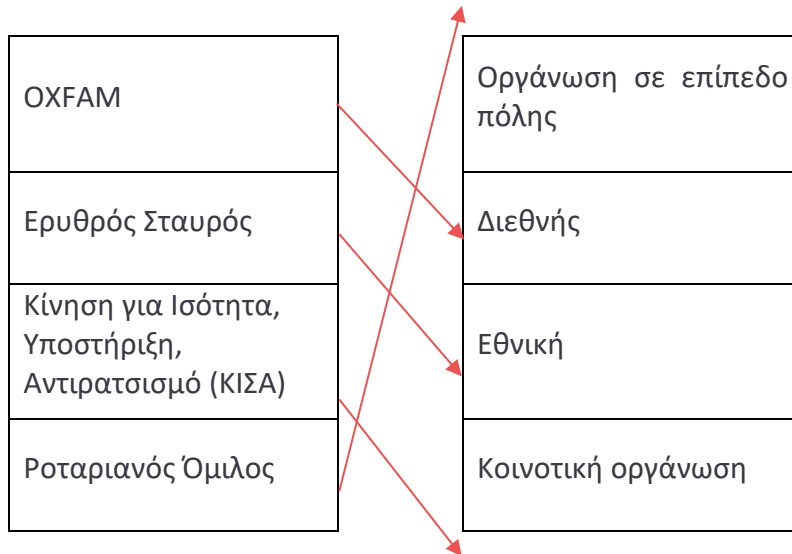 OXFAM
Οργάνωση σε επίπεδο
πόλης
Ερυθρός Σταυρός
Διεθνής
Κίνηση για Ισότητα,
Υποστήριξη,
Αντιρατσισμό (ΚΙΣΑ)
Εθνική
Ροταριανός Όμιλος
Κοινοτική οργάνωση